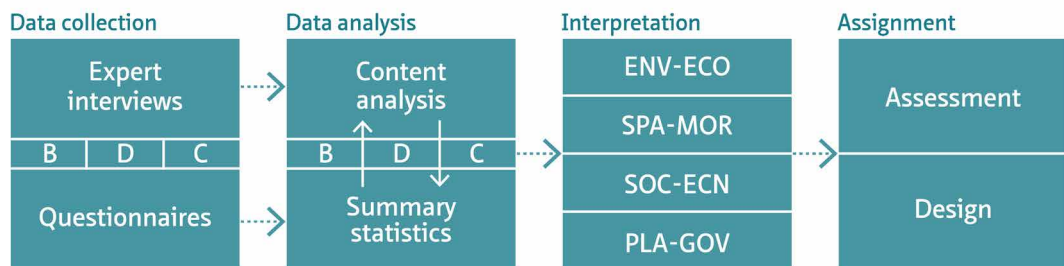 Data collection
Expert
interviews
B D C
Questionnaires
Data analysis
Content
analysis
B D C
Summary
statistics
Interpretation
ENV-ECO
SPA-MOR
SOC-ECN
PLA-GOV
Assignment
Assessment
Design